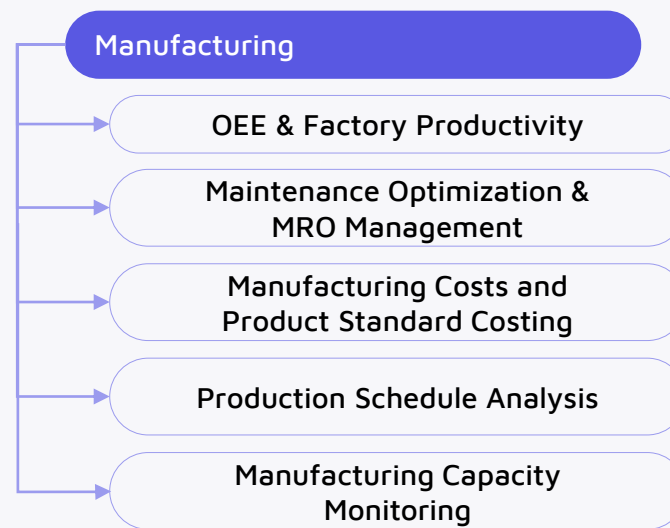 Manufacturing
OEE & Factory Productivity
Maintenance Optimization &
MRO Management
Manufacturing Costs and
Product Standard Costing
Production Schedule Analysis
Manufacturing Capacity
Monitoring